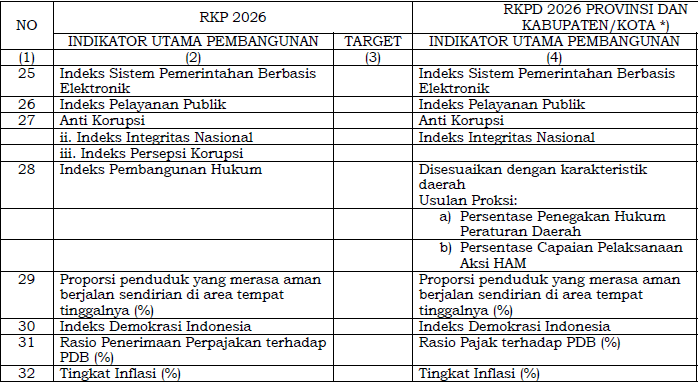 NO
RKP 2026
RKPD 2026 PROVINSI DAN
KABUPATEN/KOTA *)
INDIKATOR UTAMA PEMBANGUNAN
TARGET
INDIKATOR UTAMA PEMBANGUNAN
(1)
(2)
(3)
(4)
25
Indeks Sistem Pemerintahan Berbasis
Elektronik
Indeks Sistem Pemerintahan Berbasis
Elektronik
26
Indeks Pelayanan Publik
Indeks Pelayanan Publik
27
Anti Korupsi
Anti Korupsi
ii. Indeks Integritas Nasional
Indeks Integritas Nasional
iii. Indeks Persepsi Korupsi
28
Indeks Pembangunan Hukum
Disesuaikan dengan karakteristik
daerah
Usulan Proksi:
a) Persentase Penegakan Hukum
Peraturan Daerah
b) Persentase Capaian Pelaksanaan
Aksi HAM
29
Proporsi penduduk yang merasa aman
berjalan sendirian di area tempat
tinggalnya (%)
Proporsi penduduk yang merasa aman
berjalan sendirian di area tempat
tinggalnya (%)
30
Indeks Demokrasi Indonesia
Indeks Demokrasi Indonesia
31
Rasio Penerimaan Perpajakan terhadap
PDB (%)
Rasio Pajak terhadap PDB (%)
32
Tingkat Inflasi (%)
Tingkat Inflasi (%)